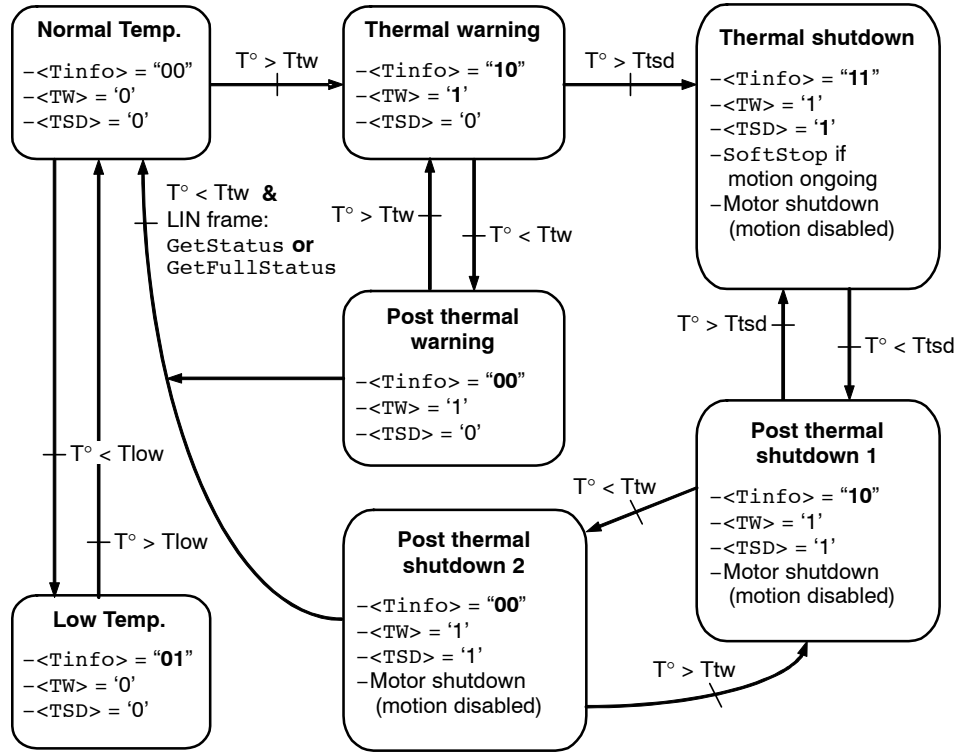 Normal Temp.
–<Tinfo> = “00”
–<TW> = ‘0’
–<TSD> = ‘0’
T° > Ttw
Thermal warning
–<Tinfo> = “10”
–<TW> = ‘1’
–<TSD> = ‘0’
T° > Ttsd
Thermal shutdown
–<Tinfo> = “11”
–<TW> = ‘1’
–<TSD> = ‘1’
–SoftStop if
motion ongoing
–Motor shutdown
(motion disabled)
T° < Ttw &
LIN frame:
GetStatus or
GetFullStatus
T° > Ttw
T° < Ttw
Post thermal
warning
–<Tinfo> = “00”
–<TW> = ‘1’
–<TSD> = ‘0’
T° > Ttsd
T° < Ttsd
Post thermal
shutdown 1
–<Tinfo> = “10”
–<TW> = ‘1’
–<TSD> = ‘1’
–Motor shutdown
(motion disabled)
T° < Tlow
T° > Tlow
T° < Ttw
Post thermal
shutdown 2
–<Tinfo> = “00”
–<TW> = ‘1’
–<TSD> = ‘1’
–Motor shutdown
(motion disabled)
T° > Ttw
Low Temp.
–<Tinfo> = “01”
–<TW> = ‘0’
–<TSD> = ‘0’